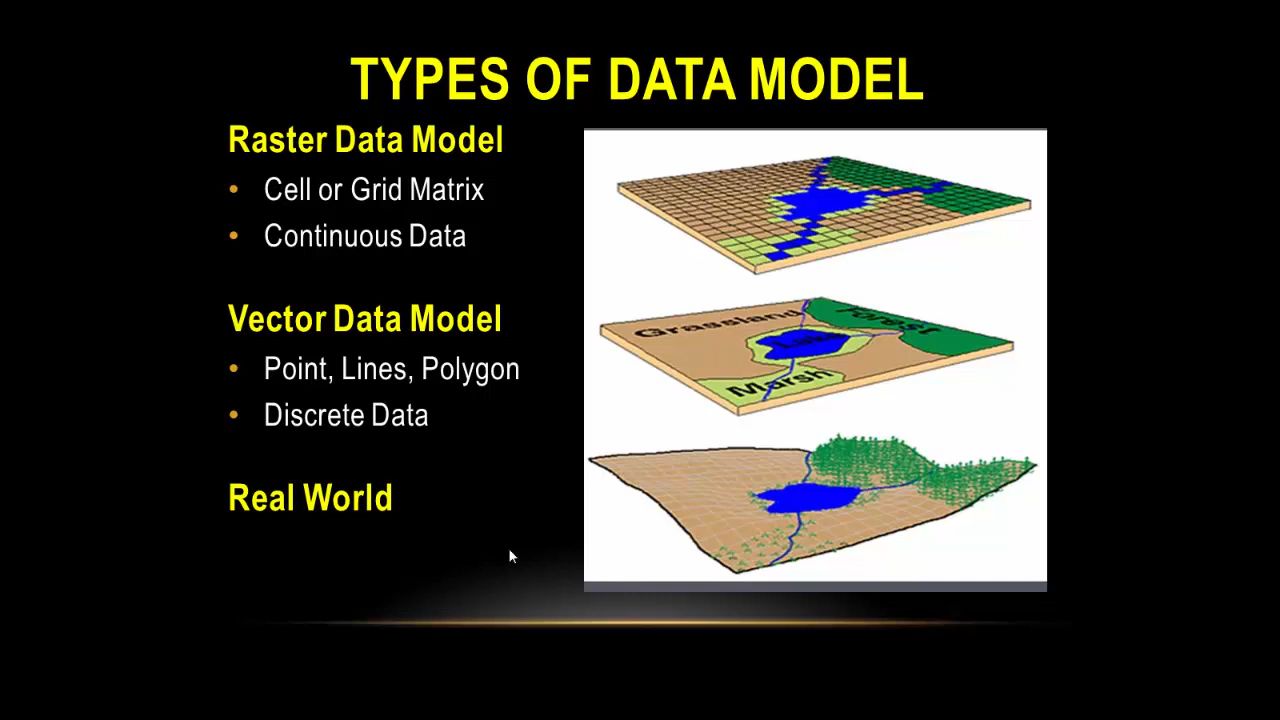 TYPES OF DATA MODEL
Raster Data Model
• Cell or Grid Matrix
• Continuous Data
Vector Data Model
• Point, Lines, Polygon
• Discrete Data
Real World
Grassland
Forest
Lake
Marsh